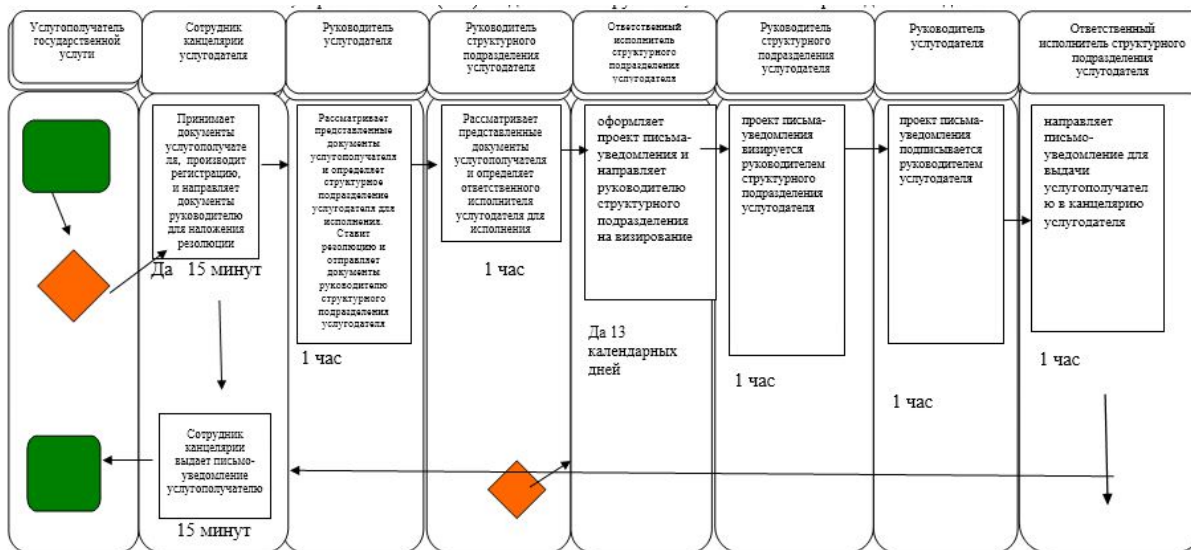 Услугополучатель
государственной
услуги
Сотрудник
канцелярии
услугодателя
Руководитель
услугодателя
Руководитель
структурного
подразделения
услугодателя
Ответственный
исполнитель
структурного
подразделения
услугодателя
Руководитель
структурного
подразделения
услугодателя
Руководитель
услугодателя
Ответственный
исполнитель структурного
подразделения
услугодателя
Принимает
документы
услугополучате
ля, производит
регистрацию,
и направляет
документы
руководителю
для наложения
резолюции
Да 15 минут
Рассматривает
представленные
документы
услугополучателя
и определяет
структурное
подразделение
услугодателя для
исполнения.
Ставит
резолюцию и
отправляет
документы
руководителю
структурного
подразделения
услугодателя
1 час
Рассматривает
представленные
документы
услугополучателя
и определяет
ответственного
исполнителя
услугодателя для
исполнения
1 час
оформляет
проект письма-
уведомления и
направляет
руководителю
структурного
подразделения
на визирование
Да 13
календарных
дней
проект письма-
уведомления
визируется
руководителем
структурного
подразделения
услугодателя
1 час
проект письма-
уведомления
подписывается
руководителем
услугодателя
1 час
направляет
письмо-
уведомление для
выдачи
услугополучател
ю в канцелярию
услугодателя
1 час
Сотрудник
канцелярии
выдает письмо-
уведомление
услугополучателю
15 минут